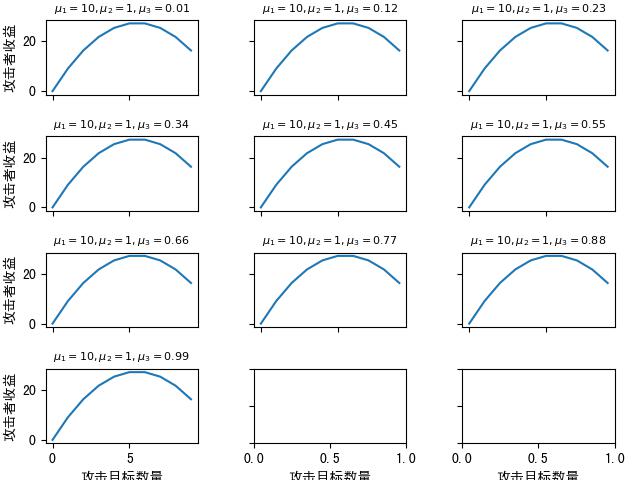 μ₁ = 10, μ₂ = 1, μ₃ = 0.01
μ₁ = 10, μ₂ = 1, μ₃ = 0.12
μ₁ = 10, μ₂ = 1, μ₃ = 0.23
攻击者收益
20
0
μ₁ = 10, μ₂ = 1, μ₃ = 0.34
μ₁ = 10, μ₂ = 1, μ₃ = 0.45
μ₁ = 10, μ₂ = 1, μ₃ = 0.55
攻击者收益
20
0
μ₁ = 10, μ₂ = 1, μ₃ = 0.66
μ₁ = 10, μ₂ = 1, μ₃ = 0.77
μ₁ = 10, μ₂ = 1, μ₃ = 0.88
攻击者收益
20
0
μ₁ = 10, μ₂ = 1, μ₃ = 0.99
攻击者收益
20
0
0 5
0.0 0.5 1.0
0.0 0.5 1.0
攻击目标数量
攻击目标数量
攻击目标数量